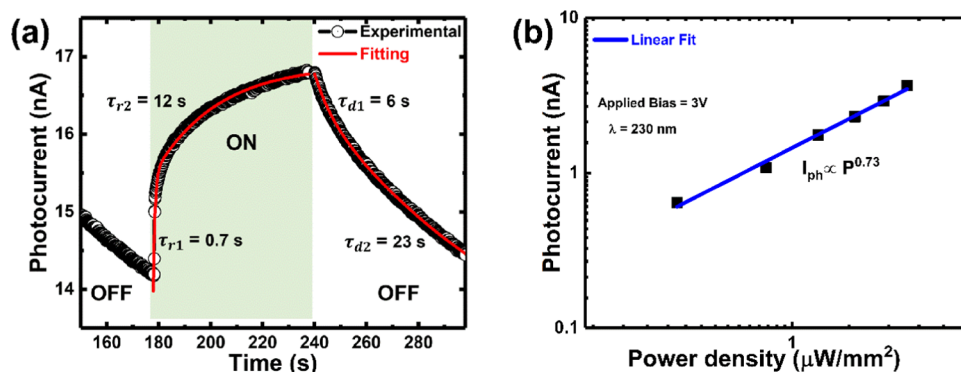 (a)
Experimental
Fitting
τr2 = 12 s
τd1 = 6 s
ON
τr1 = 0.7 s
τd2 = 23 s
OFF
OFF
17
16
15
14
Photocurrent (nA)
160 180 200 220 240 260 280
Time (s)
(b)
Linear Fit
Applied Bias = 3V
λ = 230 nm
Iph∝ P0.73
10
1
0.1
Photocurrent (nA)
1
Power density (μW/mm2)